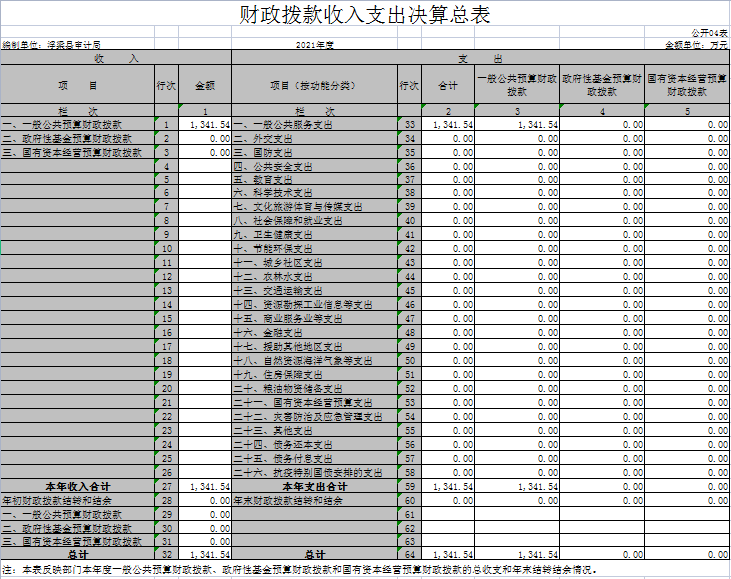 财政拨款收入支出决算总表
公开04表
编制单位：浮梁县审计局 2021年度 金额单位：万元
收 入 支 出
项 目 行次 金额 项目（按功能分类） 行次 合计 一般公共预算财政拨款 政府性基金预算财政拨款 国有资本经营预算财政拨款
栏 次 1 栏 次 2 3 4 5
一、一般公共预算财政拨款 1 1,341.54 一、一般公共服务支出 33 1,341.54 1,341.54 0.00 0.00
二、政府性基金预算财政拨款 2 0.00 二、外交支出 34 0.00 0.00 0.00 0.00
三、国有资本经营预算财政拨款 3 0.00 三、国防支出 35 0.00 0.00 0.00 0.00
4 四、公共安全支出 36 0.00 0.00 0.00 0.00
5 五、教育支出 37 0.00 0.00 0.00 0.00
6 六、科学技术支出 38 0.00 0.00 0.00 0.00
7 七、文化旅游体育与传媒支出 39 0.00 0.00 0.00 0.00
8 八、社会保障和就业支出 40 0.00 0.00 0.00 0.00
9 九、卫生健康支出 41 0.00 0.00 0.00 0.00
10 十、节能环保支出 42 0.00 0.00 0.00 0.00
11 十一、城乡社区支出 43 0.00 0.00 0.00 0.00
12 十二、农林水支出 44 0.00 0.00 0.00 0.00
13 十三、交通运输支出 45 0.00 0.00 0.00 0.00
14 十四、资源勘探工业信息等支出 46 0.00 0.00 0.00 0.00
15 十五、商业服务业等支出 47 0.00 0.00 0.00 0.00
16 十六、金融支出 48 0.00 0.00 0.00 0.00
17 十七、援助其他地区支出 49 0.00 0.00 0.00 0.00
18 十八、自然资源海洋气象等支出 50 0.00 0.00 0.00 0.00
19 十九、住房保障支出 51 0.00 0.00 0.00 0.00
20 二十、粮油物资储备支出 52 0.00 0.00 0.00 0.00
21 二十一、国有资本经营预算支出 53 0.00 0.00 0.00 0.00
22 二十二、灾害防治及应急管理支出 54 0.00 0.00 0.00 0.00
23 二十三、其他支出 55 0.00 0.00 0.00 0.00
24 二十四、债务还本支出 56 0.00 0.00 0.00 0.00
25 二十五、债务付息支出 57 0.00 0.00 0.00 0.00
26 二十六、抗疫特别国债安排的支出 58 0.00 0.00 0.00 0.00
本年收入合计 27 1,341.54 本年支出合计 59 1,341.54 1,341.54 0.00 0.00
年初财政拨款结转和结余 28 0.00 年末财政拨款结转和结余 60 0.00 0.00 0.00 0.00
一、一般公共预算财政拨款 29 0.00 61
二、政府性基金预算财政拨款 30 0.00 62
三、国有资本经营预算财政拨款 31 0.00 63
总计 32 1,341.54 总计 64 1,341.54 1,341.54 0.00 0.00
注：本表反映部门本年度一般公共预算财政拨款、政府性基金预算财政拨款和国有资本经营预算财政拨款的总收支和年末结转结余情况。